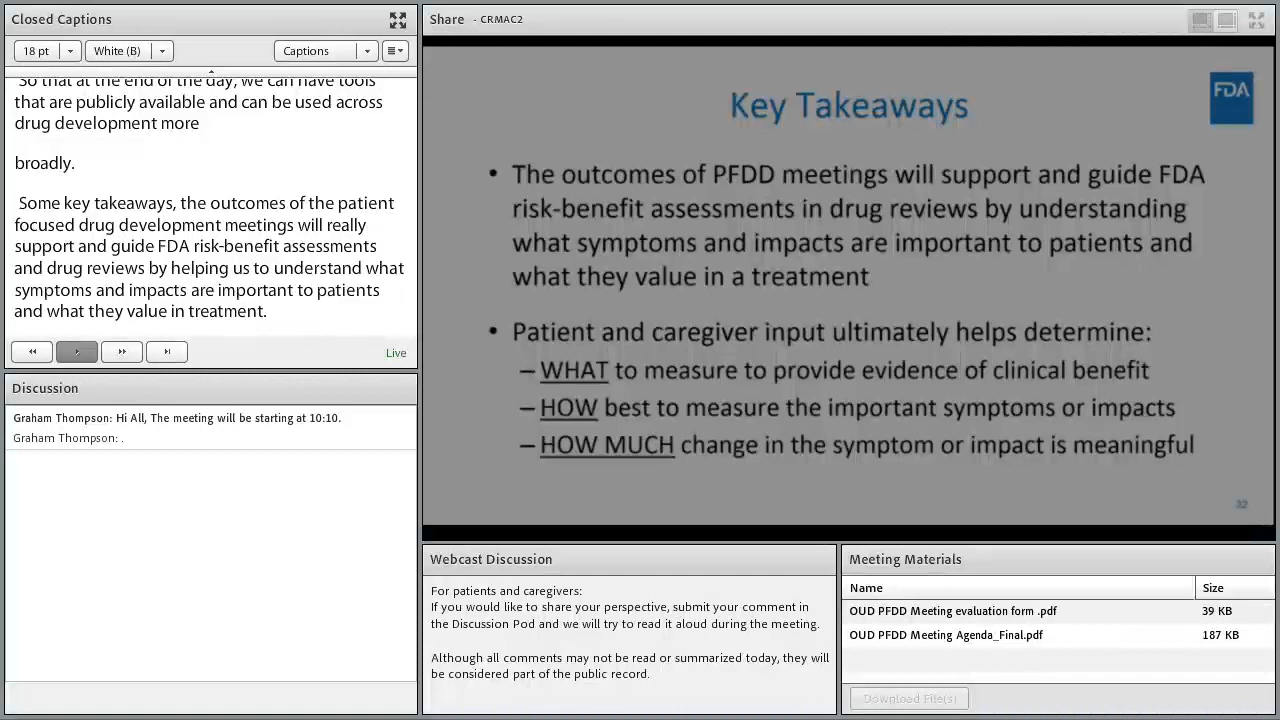 Closed Captions
18 pt
White (B)
Captions
So that at the end of the day, we can have tools
that are publicly available and can be used across
drug development more
broadly.
Some key takeaways, the outcomes of the patient
focused drug development meetings will really
support and guide FDA risk-benefit assessments
and drug reviews by helping us to understand what
symptoms and impacts are important to patients
and what they value in treatment.
Live
Discussion
Graham Thompson: Hi All, The meeting will be starting at 10:10.
Graham Thompson: .
Share - CRMAC2
FDA
Key Takeaways
• The outcomes of PFDD meetings will support and guide FDA
risk-benefit assessments in drug reviews by understanding
what symptoms and impacts are important to patients and
what they value in a treatment
• Patient and caregiver input ultimately helps determine:
– WHAT to measure to provide evidence of clinical benefit
– HOW best to measure the important symptoms or impacts
– HOW MUCH change in the symptom or impact is meaningful
32
Webcast Discussion
For patients and caregivers:
If you would like to share your perspective, submit your comment in
the Discussion Pod and we will try to read it aloud during the meeting.
Although all comments may not be read or summarized today, they will
be considered part of the public record.
Meeting Materials
Name Size
OUD PFDD Meeting evaluation form .pdf 39 KB
OUD PFDD Meeting Agenda_Final.pdf 187 KB
Download File(s)